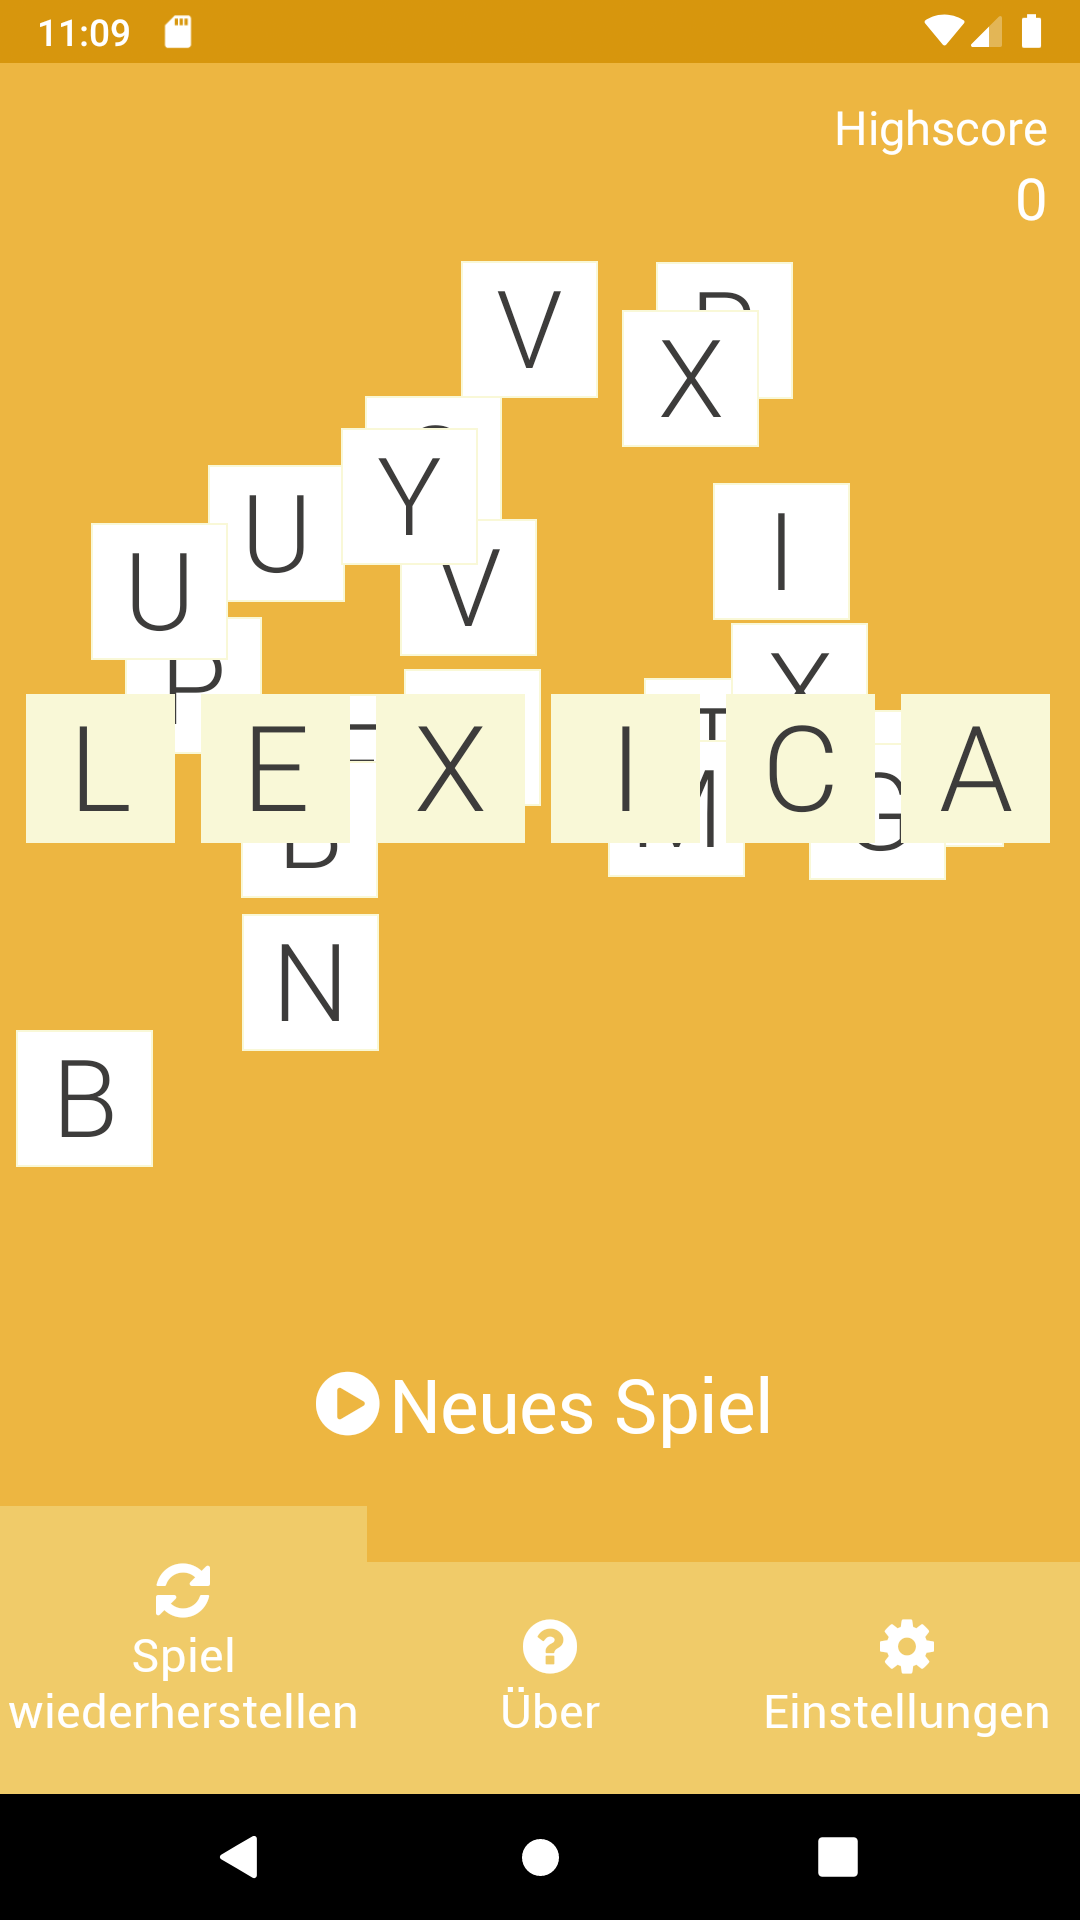 11:09
Highscore
0
V
X
Y
U
U
V
I
L E X I C A
N
B
Neues Spiel
Spiel
wiederherstellen
Über
Einstellungen